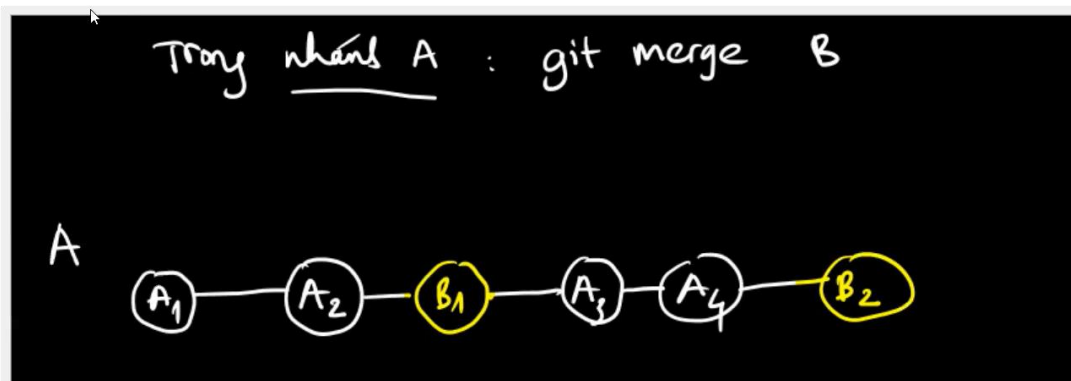 Trong nhánh A : git merge B
A
A1 A2 B1 A3 A4 B2